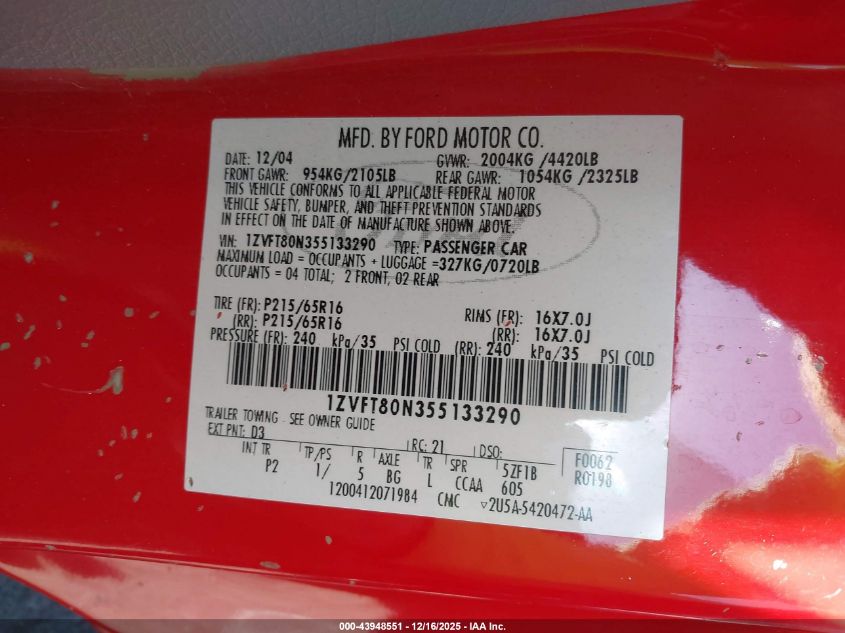 MFD. BY FORD MOTOR CO.
DATE: 12/04 GVWR: 2004KG /4420LB
FRONT GAWR: 954KG/2105LB REAR GAWR: 1054KG /2325LB
THIS VEHICLE CONFORMS TO ALL APPLICABLE FEDERAL MOTOR
VEHICLE SAFETY, BUMPER, AND THEFT PREVENTION STANDARDS
IN EFFECT ON THE DATE OF MANUFACTURE SHOWN ABOVE.
VIN: 1ZVFT80N355133290 TYPE: PASSENGER CAR
MAXIMUM LOAD = OCCUPANTS + LUGGAGE =327KG/0720LB
OCCUPANTS: 04 TOTAL; 2 FRONT, 02 REAR
TIRE (FR): P215/65R16 RIMS (FR): 16X7.0J
(RR): P215/65R16 (RR): 16X7.0J
PRESSURE (FR): 240 kPa/35 PSI COLD (RR): 240 kPa/35 PSI COLD
1ZVFT80N355133290
TRAILER TOWING - SEE OWNER GUIDE
EXT PNT: D3 RC: 21 DSO: F0062
INT TR TP/PS R AXLE TR SPR 5ZF1B R0198
P2 1/ 5 BG L CCAA 605
1200412071984 CMC ▿2U5A-5420472-AA
000-43948551 - 12/16/2025 - IAA Inc.